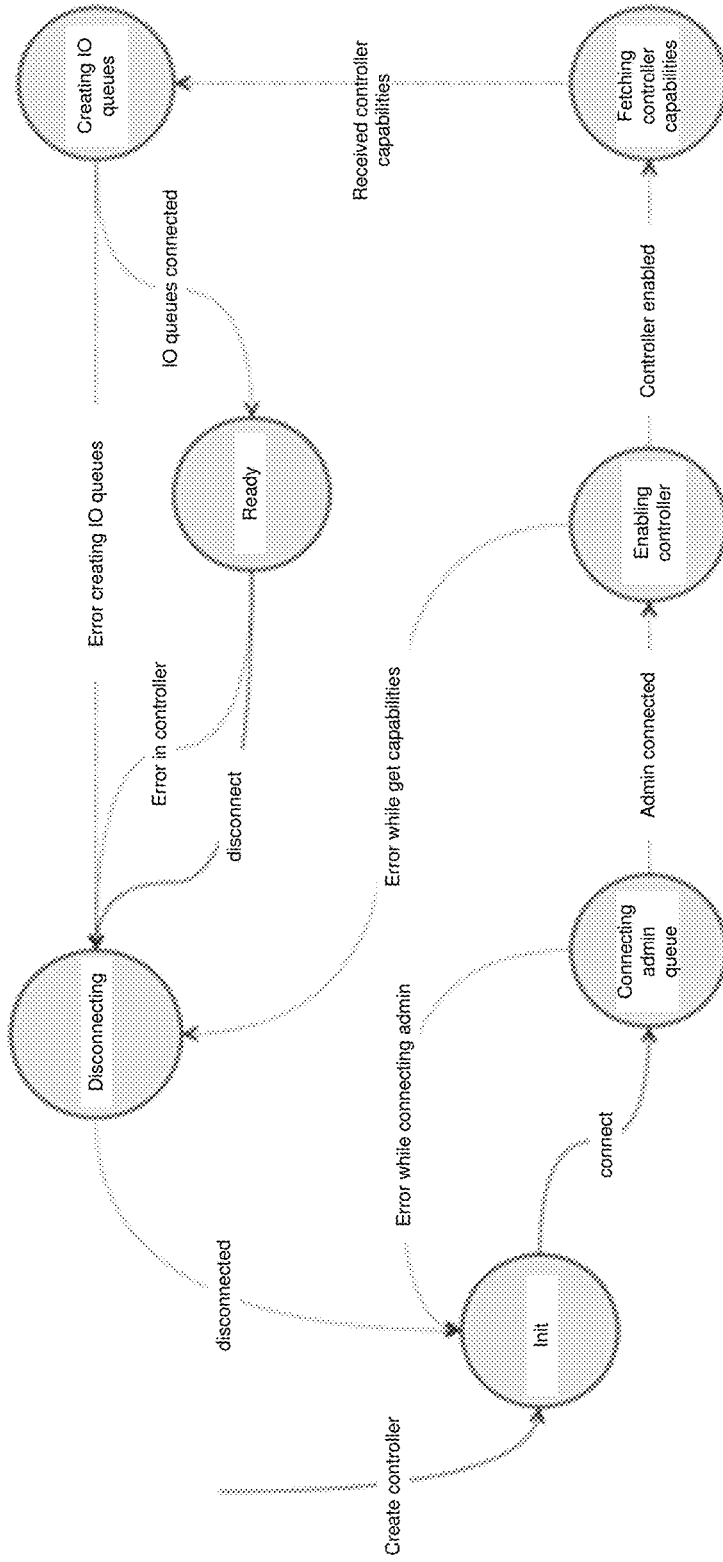 Create controller
Init
connect
disconnected
Error while connecting admin
Connecting
admin
queue
Disconnecting
Admin connected
Error while get capabilities
disconnect
Error in controller
Error creating IO queues
Enabling
controller
Ready
Controller enabled
IO queues connected
Received controller
capabilities
Fetching
controller
capabilities
Creating IO
queues